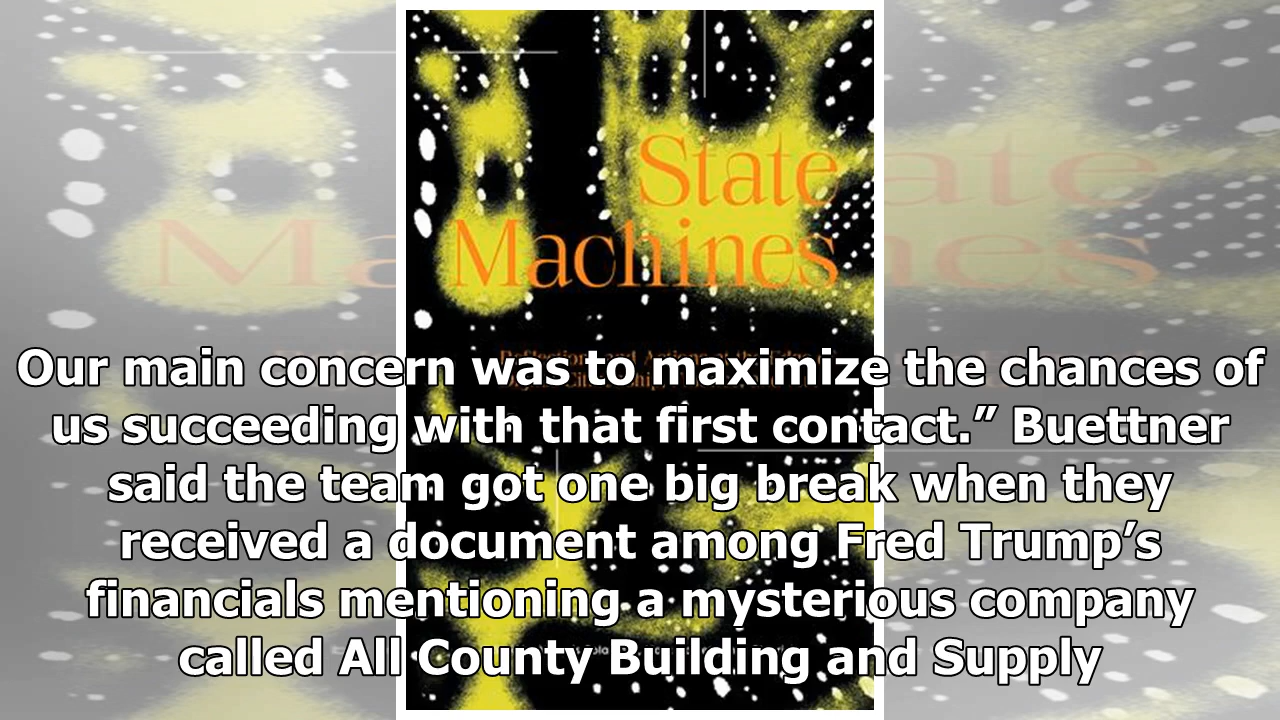 State
Machines
Our main concern was to maximize the chances of
us succeeding with that first contact.” Buettner
said the team got one big break when they
received a document among Fred Trump’s
financials mentioning a mysterious company
called All County Building and Supply